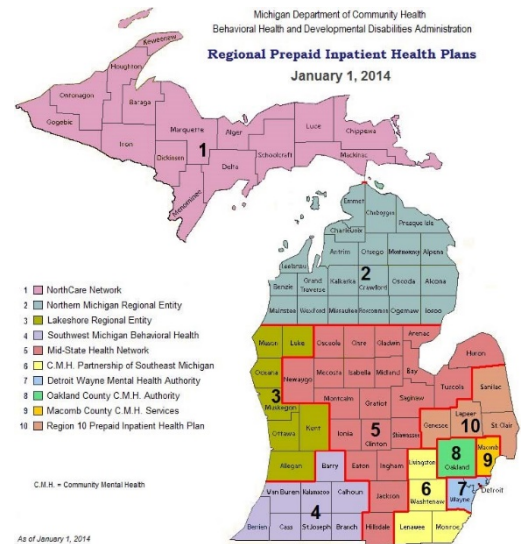 Michigan Department of Community Health
Behavioral Health and Developmental Disabilities Administration
Regional Prepaid Inpatient Health Plans
January 1, 2014
Keweenaw
Houghton
Ontonagon
Baraga
Gogebic
Marquette
Alger
Luce
Chippewa
Iron
Dickinson
1
Delta
Schoolcraft
Mackinac
Menominee
Emmet
Cheboygan
Presque Isle
Charlevoix
Antrim
Otsego
Montmorency
Alpena
Leelanau
2
Benzie
Grand
Traverse
Kalkaska
Crawford
Oscoda
Alcona
Manistee
Wexford
Missaukee
Roscommon
Ogemaw
Iosco
1 NorthCare Network
2 Northern Michigan Regional Entity
3 Lakeshore Regional Entity
4 Southwest Michigan Behavioral Health
5 Mid-State Health Network
6 C.M.H. Partnership of Southeast Michigan
7 Detroit Wayne Mental Health Authority
8 Oakland County C.M.H. Authority
9 Macomb County C.M.H. Services
10 Region 10 Prepaid Inpatient Health Plan
Mason
Lake
Osceola
Clare
Gladwin
Arenac
Huron
Oceana
Newaygo
Mecosta
Isabella
Midland
Bay
Tuscola
Sanilac
3
Muskegon
Montcalm
Gratiot
Saginaw
Genesee
Lapeer
10
St Clair
Ottawa
Kent
Ionia
5
Clinton
Shiawassee
8
Oakland
Macomb
9
Allegan
Barry
Eaton
Ingham
Livingston
C.M.H. = Community Mental Health
Van Buren
Kalamazoo
Calhoun
Jackson
6
Washtenaw
7
Wayne
Detroit
4
Berrien
Cass
St Joseph
Branch
Hillsdale
Lenawee
Monroe
As of January 1, 2014